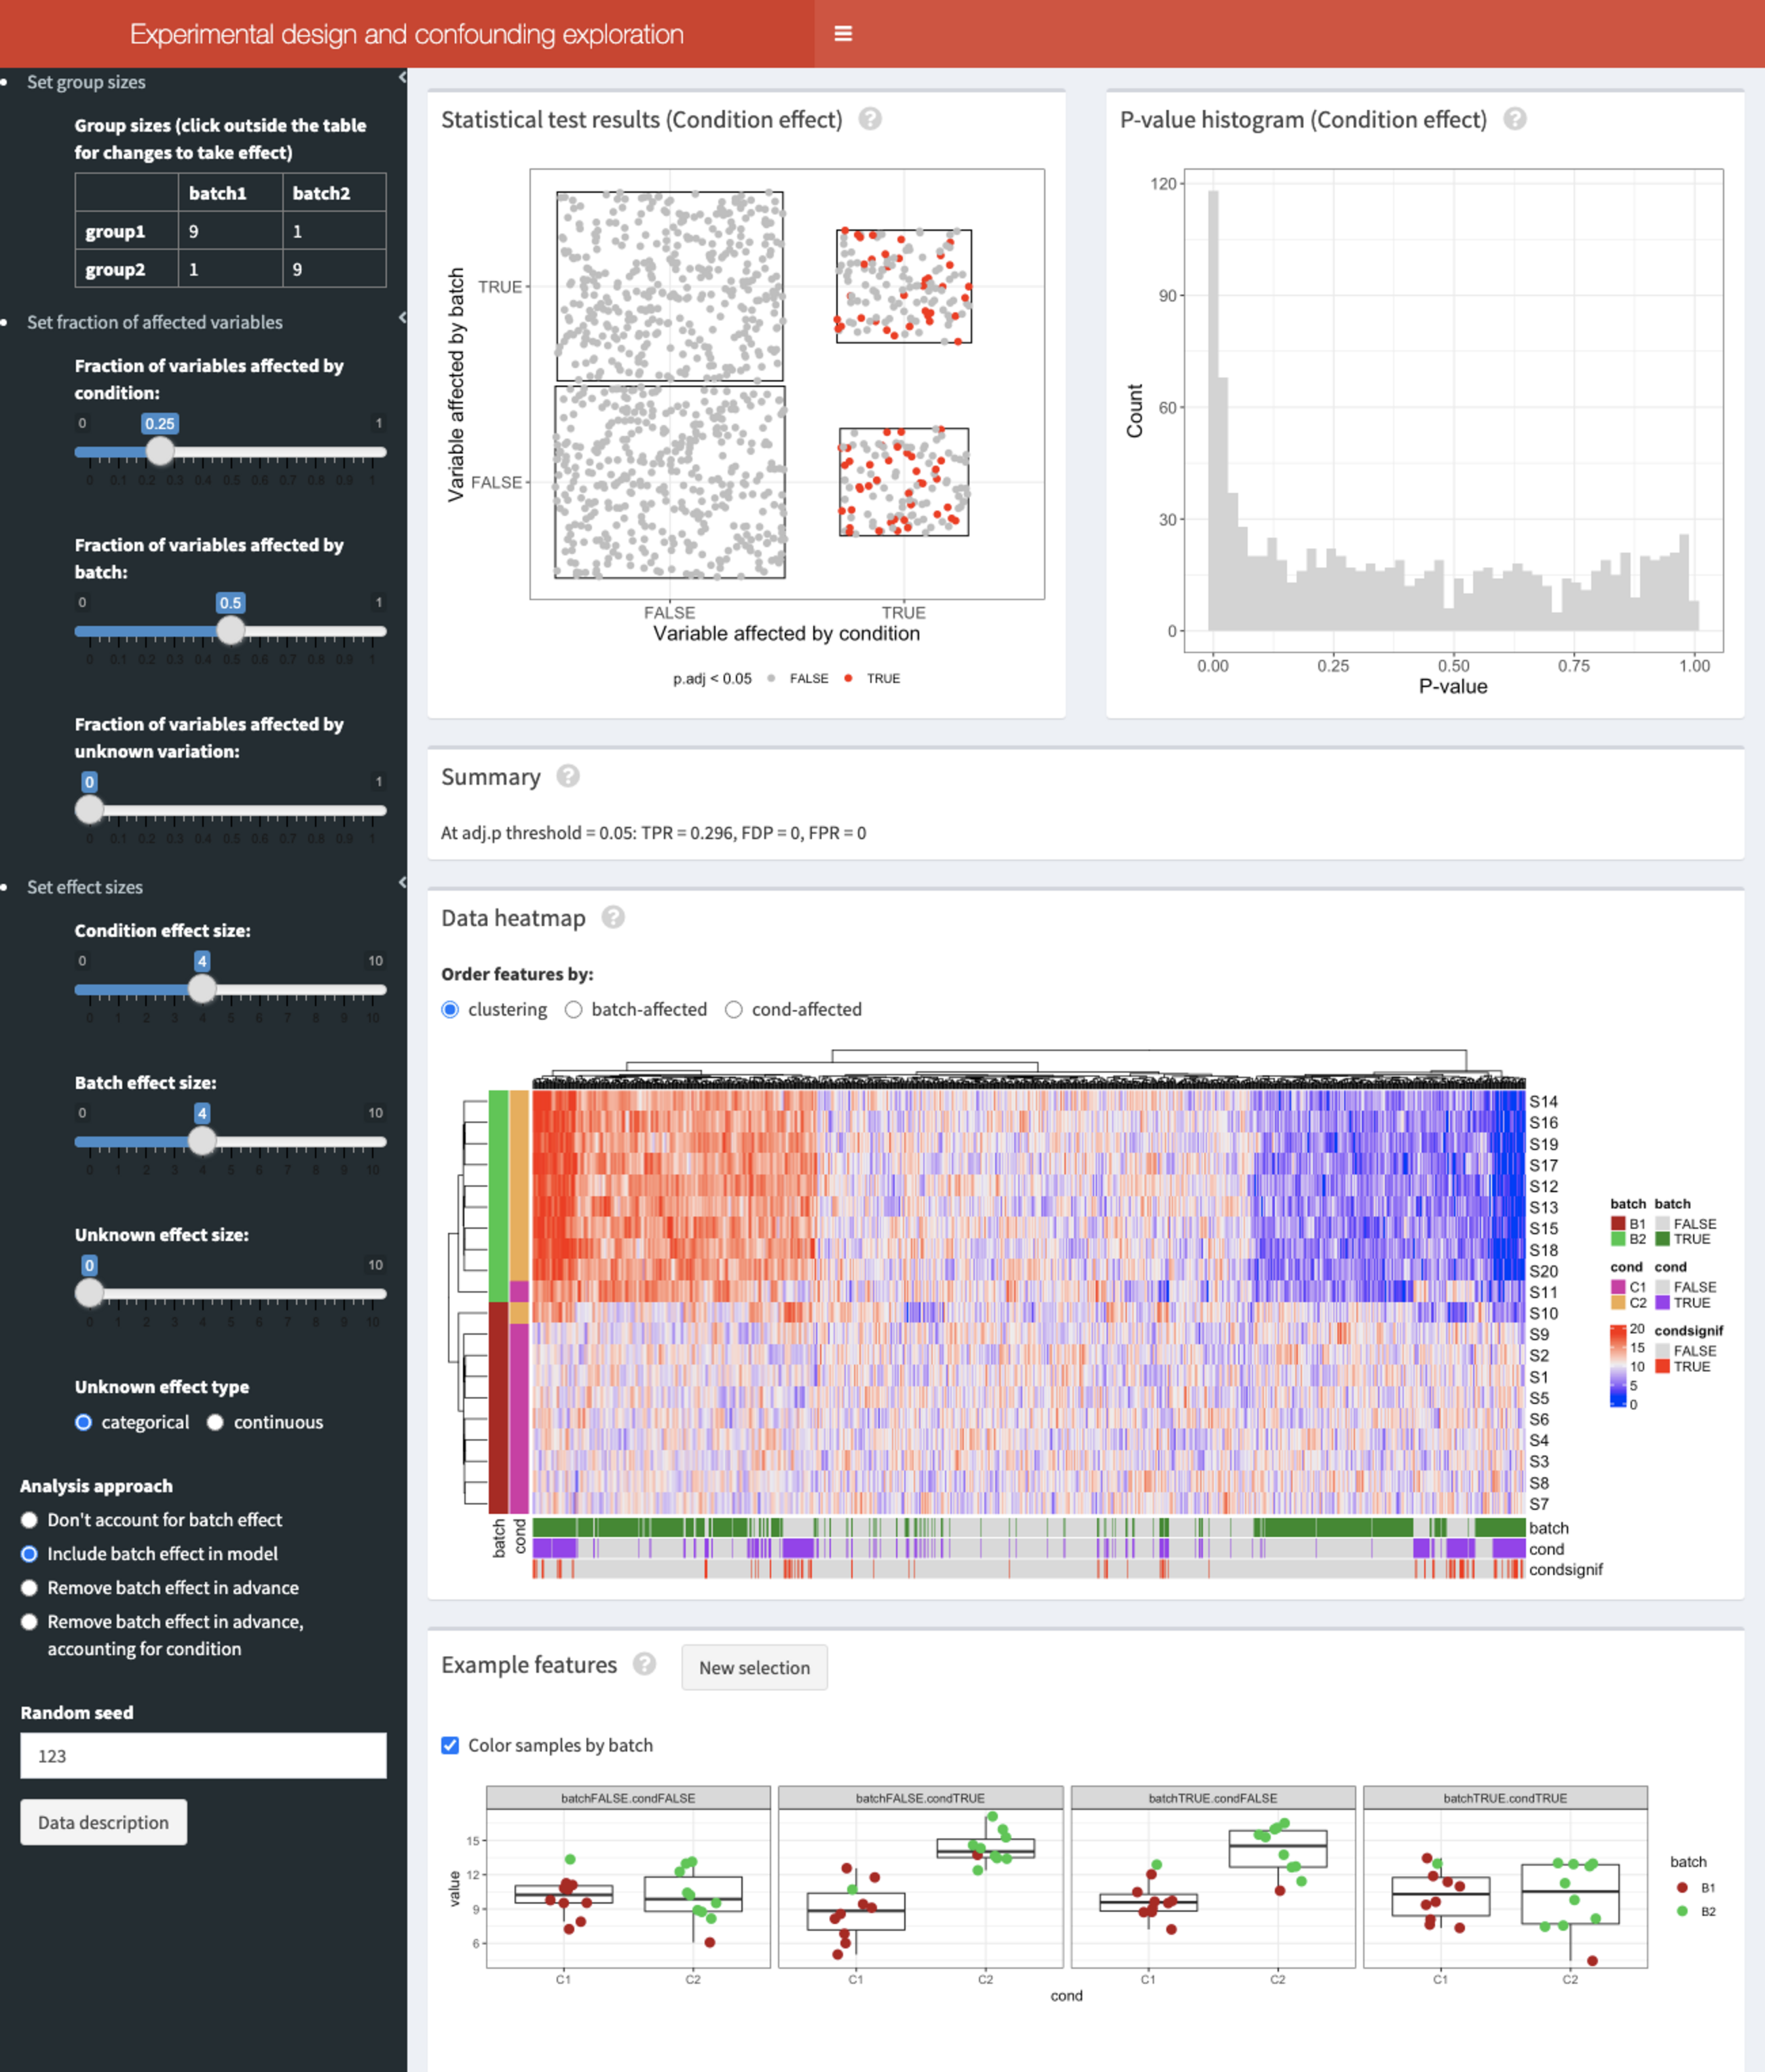 Experimental design and confounding exploration
Set group sizes
Group sizes (click outside the table
for changes to take effect)
batch1 batch2
group1 9 1
group2 1 9
Set fraction of affected variables
Fraction of variables affected by
condition:
0 0.25 1
0 0.1 0.2 0.3 0.4 0.5 0.6 0.7 0.8 0.9 1
Fraction of variables affected by
batch:
0 0.5 1
0 0.1 0.2 0.3 0.4 0.5 0.6 0.7 0.8 0.9 1
Fraction of variables affected by
unknown variation:
0 1
0 0.1 0.2 0.3 0.4 0.5 0.6 0.7 0.8 0.9 1
Set effect sizes
Condition effect size:
0 4 10
0 1 2 3 4 5 6 7 8 9 10
Batch effect size:
0 4 10
0 1 2 3 4 5 6 7 8 9 10
Unknown effect size:
0 10
0 1 2 3 4 5 6 7 8 9 10
Unknown effect type
categorical continuous
Analysis approach
Don't account for batch effect
Include batch effect in model
Remove batch effect in advance
Remove batch effect in advance,
accounting for condition
Random seed
123
Data description
Statistical test results (Condition effect) ?
Variable affected by batch
TRUE
FALSE
FALSE TRUE
Variable affected by condition
p.adj < 0.05 FALSE TRUE
P-value histogram (Condition effect) ?
Count
120
90
60
30
0
0.00 0.25 0.50 0.75 1.00
P-value
Summary ?
At adj.p threshold = 0.05: TPR = 0.296, FDP = 0, FPR = 0
Data heatmap ?
Order features by:
clustering batch-affected cond-affected
S14
S16
S19
S17
S12
S13
S15
S18
S20
S11
S10
S9
S2
S1
S5
S6
S4
S3
S8
S7
batch
cond
condsignif
batch cond
batch batch
B1 FALSE
B2 TRUE
cond cond
C1 FALSE
C2 TRUE
20 condsignif
15 FALSE
10 TRUE
5
0
Example features ? New selection
Color samples by batch
batchFALSE.condFALSE batchFALSE.condTRUE batchTRUE.condFALSE batchTRUE.condTRUE
value
15
12
9
6
C1 C2 C1 C2 C1 C2 C1 C2
cond
batch
B1
B2